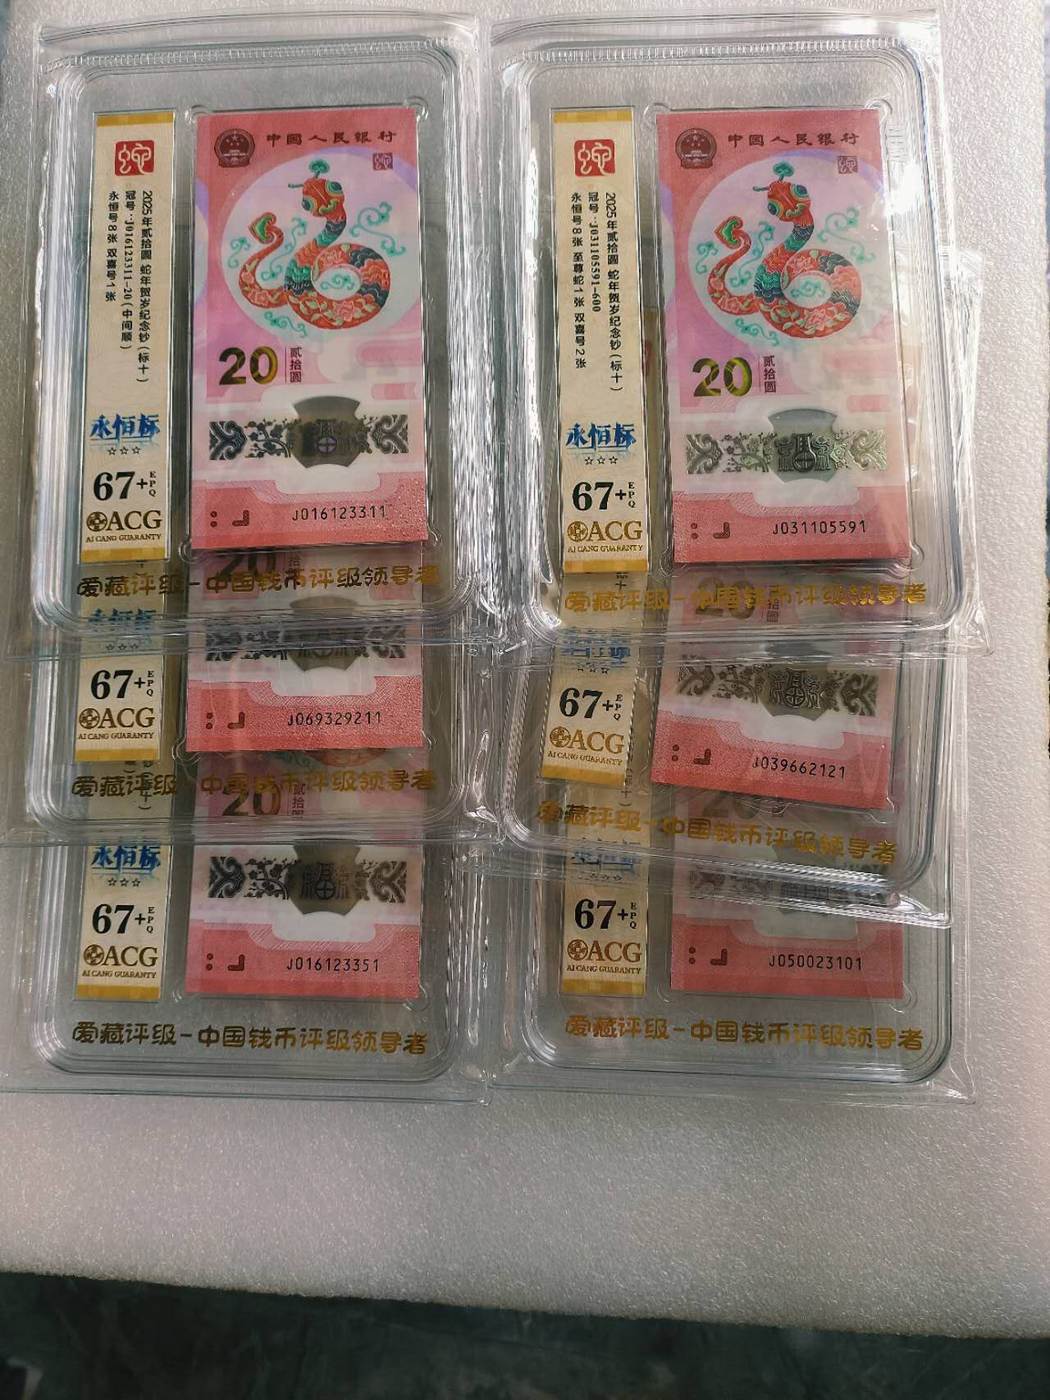 蛇
2025年贰拾圆 蛇年贺岁纪念钞（标十）
冠号：J016123311-20（中间顺）
永恒号8张 双喜号1张
永恒标
☆☆☆
67+
EPQ
ACG
AI CANG GUARANTY
中國人民銀行
20
贰拾圆
J016123311
爱藏评级-中国钱币评级领导者
蛇
2025年贰拾圆 蛇年贺岁纪念钞（标十）
冠号：J031105591-600
永恒号8张 至尊蛇1张 双喜号2张
永恒标
☆☆☆
67+
EPQ
ACG
AI CANG GUARANTY
中國人民銀行
20
贰拾圆
J031105591
爱藏评级-中国钱币评级领导者
20
67+
EPQ
ACG
AI CANG GUARANTY
J069329211
爱藏评级-中国钱币评级领导者
☆☆☆
67+
EPQ
ACG
AI CANG GUARANTY
J039662121
爱藏评级-中国钱币评级领导者
20
贰拾圆
永恒标
☆☆☆
67+
EPQ
ACG
AI CANG GUARANTY
J016123351
爱藏评级-中国钱币评级领导者
☆☆☆
67+
EPQ
ACG
AI CANG GUARANTY
J050023101
爱藏评级-中国钱币评级领导者